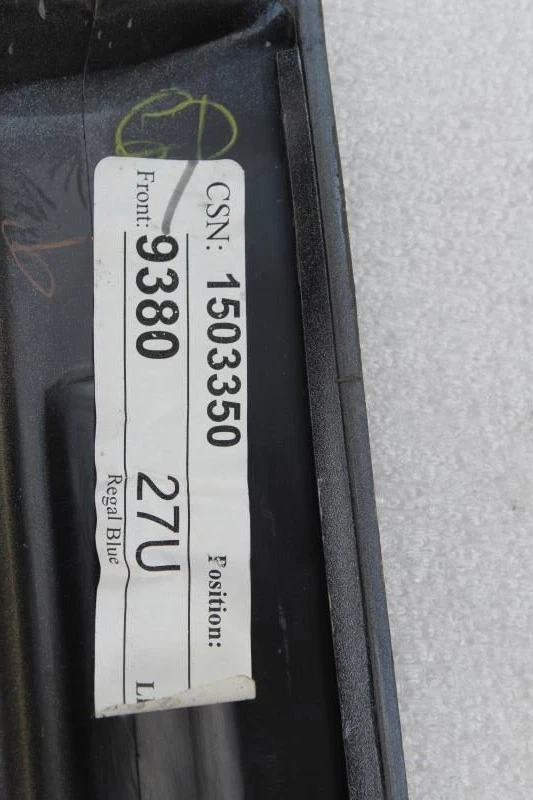 CSN: 1503350 Position:
Front: 9380 27U
Regal Blue